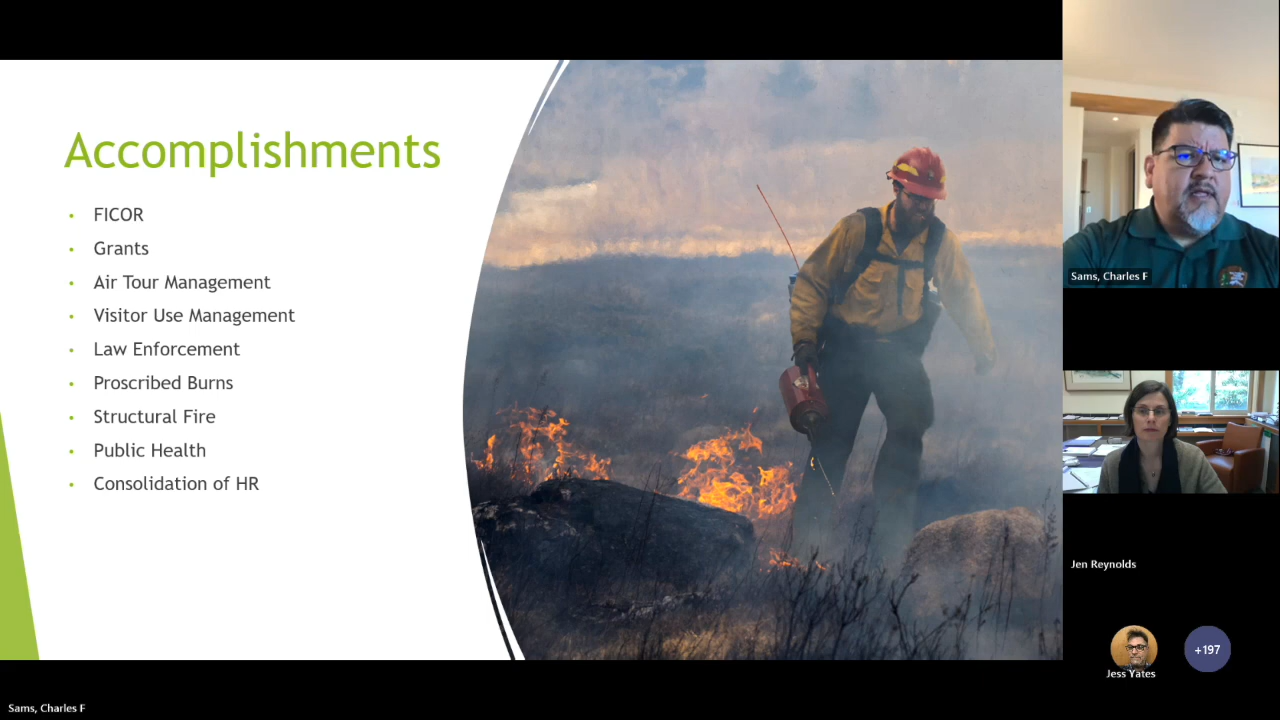 Accomplishments
• FICOR
• Grants
• Air Tour Management
• Visitor Use Management
• Law Enforcement
• Proscribed Burns
• Structural Fire
• Public Health
• Consolidation of HR
Sams, Charles F
Jen Reynolds
Jess Yates
+197
Sams, Charles F